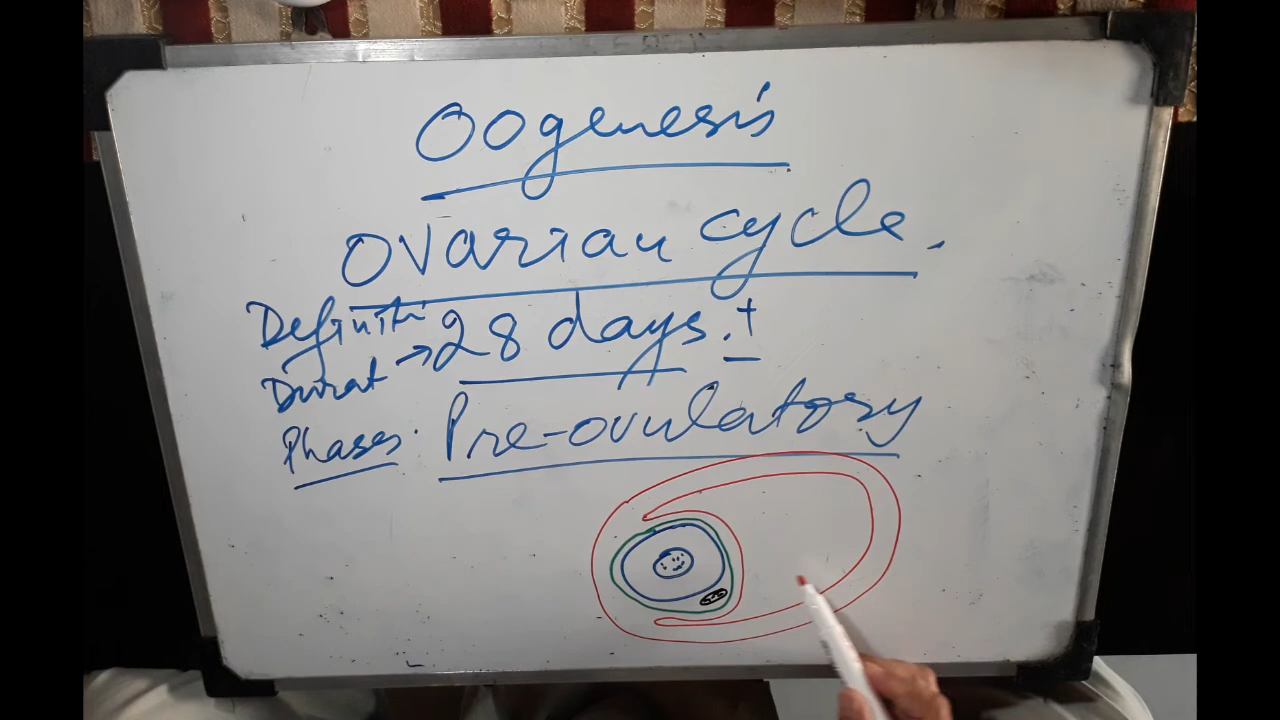 Oogenesis
Ovarian cycle.
Definiti
Durat → 28 days. ±
Phases. Pre-ovulatory